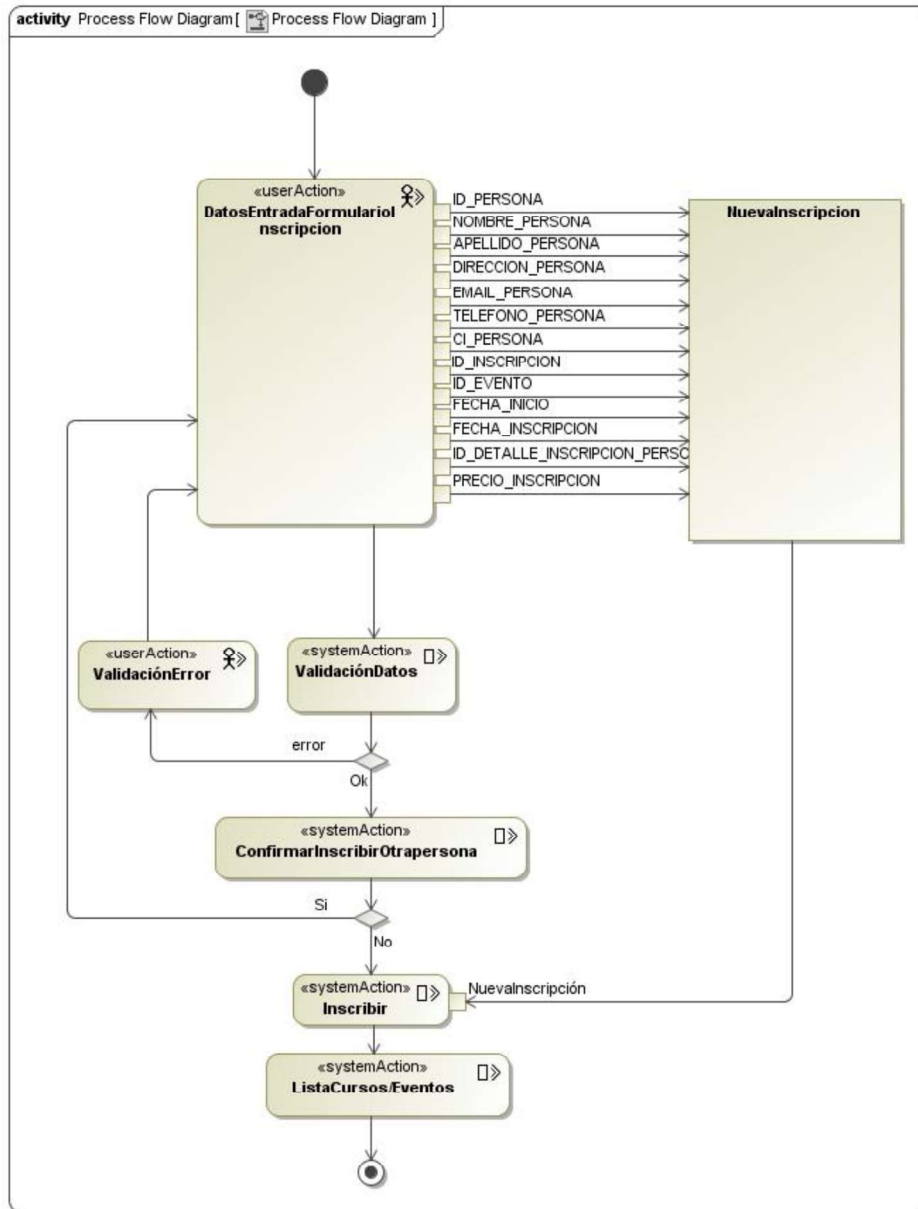 activity Process Flow Diagram [ Process Flow Diagram ]
«userAction»
DatosEntradaFormularioI
nscripcion
ID_PERSONA
NOMBRE_PERSONA
APELLIDO_PERSONA
DIRECCION_PERSONA
EMAIL_PERSONA
TELEFONO_PERSONA
CI_PERSONA
ID_INSCRIPCION
ID_EVENTO
FECHA_INICIO
FECHA_INSCRIPCION
ID_DETALLE_INSCRIPCION_PERSO
PRECIO_INSCRIPCION
NuevaInscripcion
«userAction»
ValidaciónError
«systemAction»
ValidaciónDatos
error
Ok
«systemAction»
ConfirmarInscribirOtrapersona
Si
No
«systemAction»
Inscribir
NuevaInscripción
«systemAction»
ListaCursos/Eventos